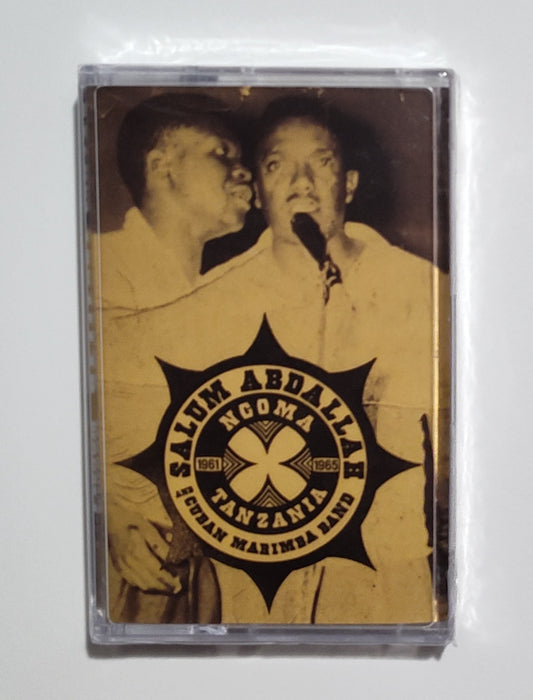 SALUM ABDALLAH
& CUBAN MARIMBA BAND
NGOMA
1961
1965
TANZANIA